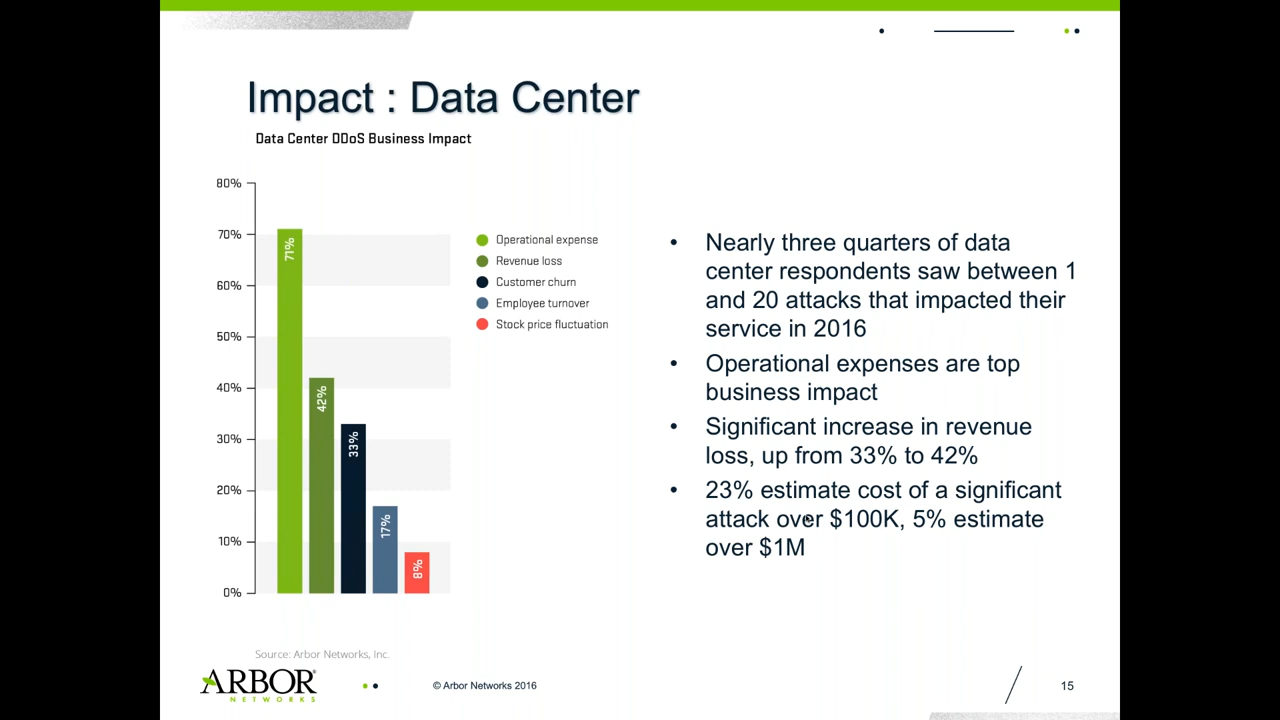 Impact : Data Center
Data Center DDoS Business Impact
80%
70%
60%
50%
40%
30%
20%
10%
0%
71%
42%
33%
17%
8%
Operational expense
Revenue loss
Customer churn
Employee turnover
Stock price fluctuation
• Nearly three quarters of data
center respondents saw between 1
and 20 attacks that impacted their
service in 2016
• Operational expenses are top
business impact
• Significant increase in revenue
loss, up from 33% to 42%
• 23% estimate cost of a significant
attack over $100K, 5% estimate
over $1M
Source: Arbor Networks, Inc.
ARBOR
NETWORKS
© Arbor Networks 2016
15